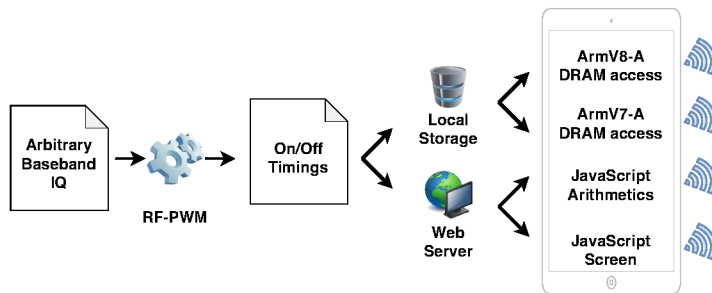 Arbitrary
Baseband
IQ
RF-PWM
On/Off
Timings
Local
Storage
Web
Server
ArmV8-A
DRAM access
ArmV7-A
DRAM access
JavaScript
Arithmetics
JavaScript
Screen